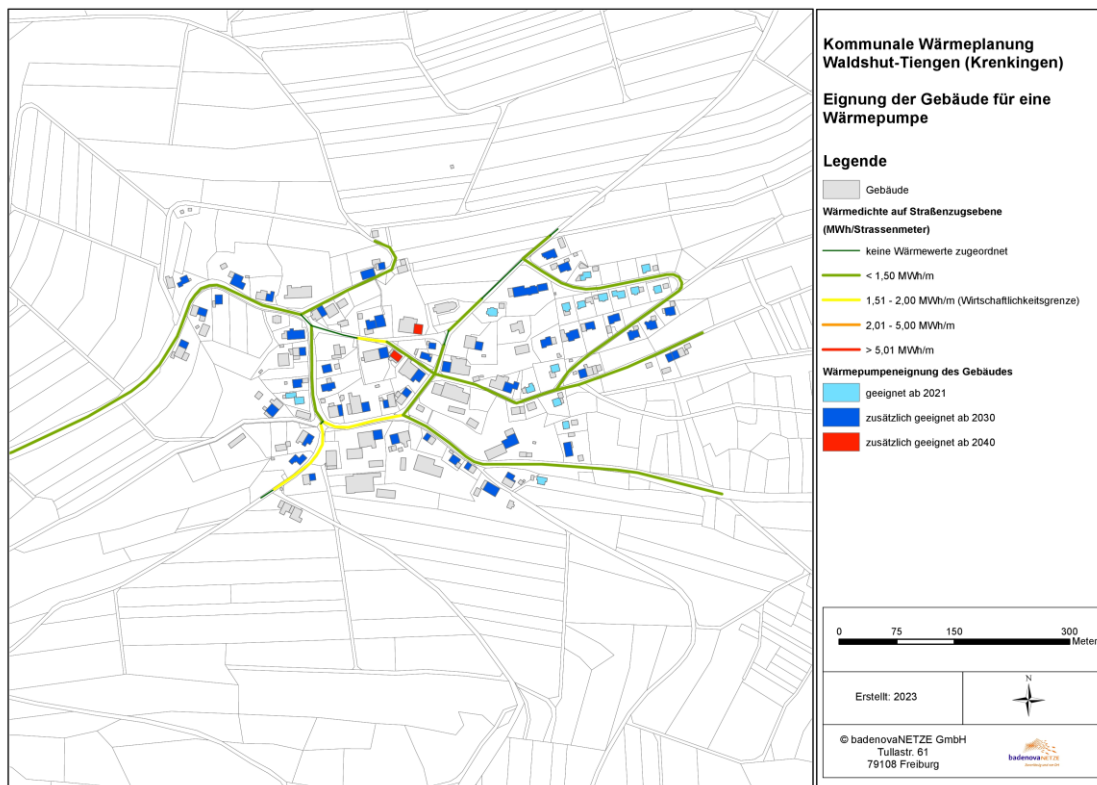 Kommunale Wärmeplanung
Waldshut-Tiengen (Krenkingen)
Eignung der Gebäude für eine
Wärmepumpe
Legende
Gebäude
Wärmedichte auf Straßenzugsebene
(MWh/Strassenmeter)
keine Wärmewerte zugeordnet
< 1,50 MWh/m
1,51 - 2,00 MWh/m (Wirtschaftlichkeitsgrenze)
2,01 - 5,00 MWh/m
> 5,01 MWh/m
Wärmepumpeneignung des Gebäudes
geeignet ab 2021
zusätzlich geeignet ab 2030
zusätzlich geeignet ab 2040
0 75 150 300
Meter
Erstellt: 2023
N
© badenovaNETZE GmbH
Tullastr. 61
79108 Freiburg
badenovaNETZE